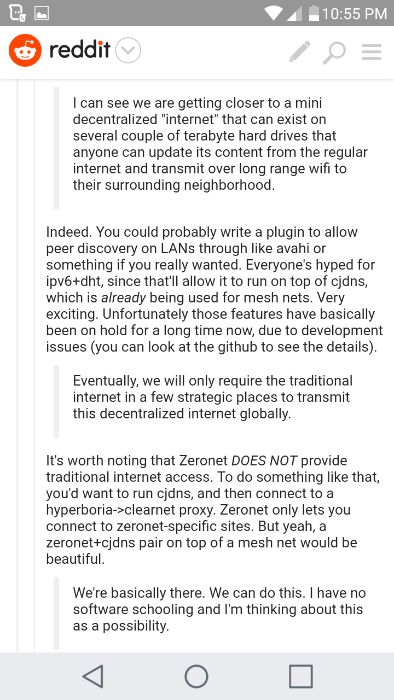 10:55 PM
reddit
I can see we are getting closer to a mini
decentralized "internet" that can exist on
several couple of terabyte hard drives that
anyone can update its content from the regular
internet and transmit over long range wifi to
their surrounding neighborhood.
Indeed. You could probably write a plugin to allow
peer discovery on LANs through like avahi or
something if you really wanted. Everyone's hyped for
ipv6+dht, since that'll allow it to run on top of cjdns,
which is already being used for mesh nets. Very
exciting. Unfortunately those features have basically
been on hold for a long time now, due to development
issues (you can look at the github to see the details).
Eventually, we will only require the traditional
internet in a few strategic places to transmit
this decentralized internet globally.
It's worth noting that Zeronet DOES NOT provide
traditional internet access. To do something like that,
you'd want to run cjdns, and then connect to a
hyperboria->clearnet proxy. Zeronet only lets you
connect to zeronet-specific sites. But yeah, a
zeronet+cjdns pair on top of a mesh net would be
beautiful.
We're basically there. We can do this. I have no
software schooling and I'm thinking about this
as a possibility.